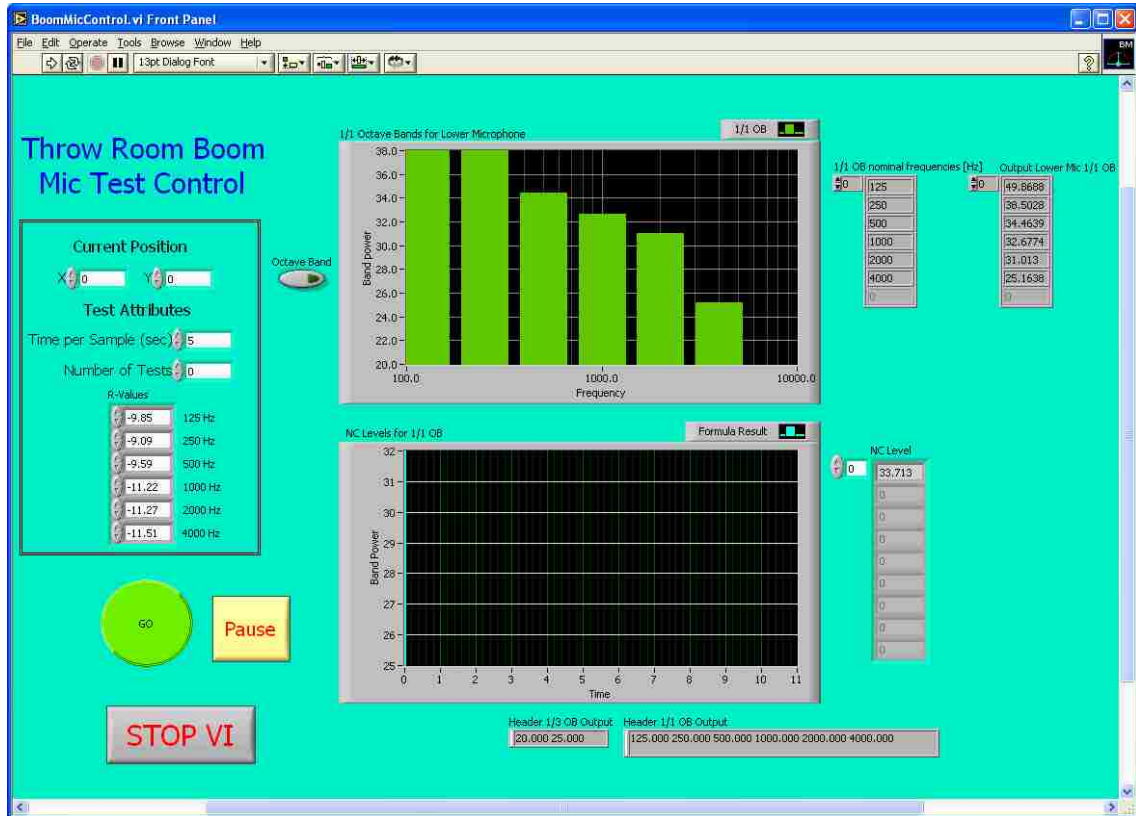 BoomMicControl.vi Front Panel
File Edit Operate Tools Browse Window Help
13pt Dialog Font
BM
Throw Room Boom
Mic Test Control
Current Position
X 0 Y 0
Test Attributes
Time per Sample (sec) 5
Number of Tests 0
R-Values
-9.85 125 Hz
-9.09 250 Hz
-9.59 500 Hz
-11.22 1000 Hz
-11.27 2000 Hz
-11.51 4000 Hz
GO
Pause
STOP VI
Octave Band
1/1 Octave Bands for Lower Microphone
1/1 OB
Band power
38.0
36.0
34.0
32.0
30.0
28.0
26.0
24.0
22.0
20.0
100.0 1000.0 10000.0
Frequency
1/1 OB nominal frequencies [Hz]
0
125
250
500
1000
2000
4000
0
Output Lower Mic 1/1 OB
0
49.8688
38.5028
34.4639
32.6774
31.013
25.1638
0
NC Levels for 1/1 OB
Formula Result
Band Power
32
31
30
29
28
27
26
25
0 1 2 3 4 5 6 7 8 9 10 11
Time
NC Level
0
33.713
0
0
0
0
0
0
0
0
Header 1/3 OB Output
20.000 25.000
Header 1/1 OB Output
125.000 250.000 500.000 1000.000 2000.000 4000.000